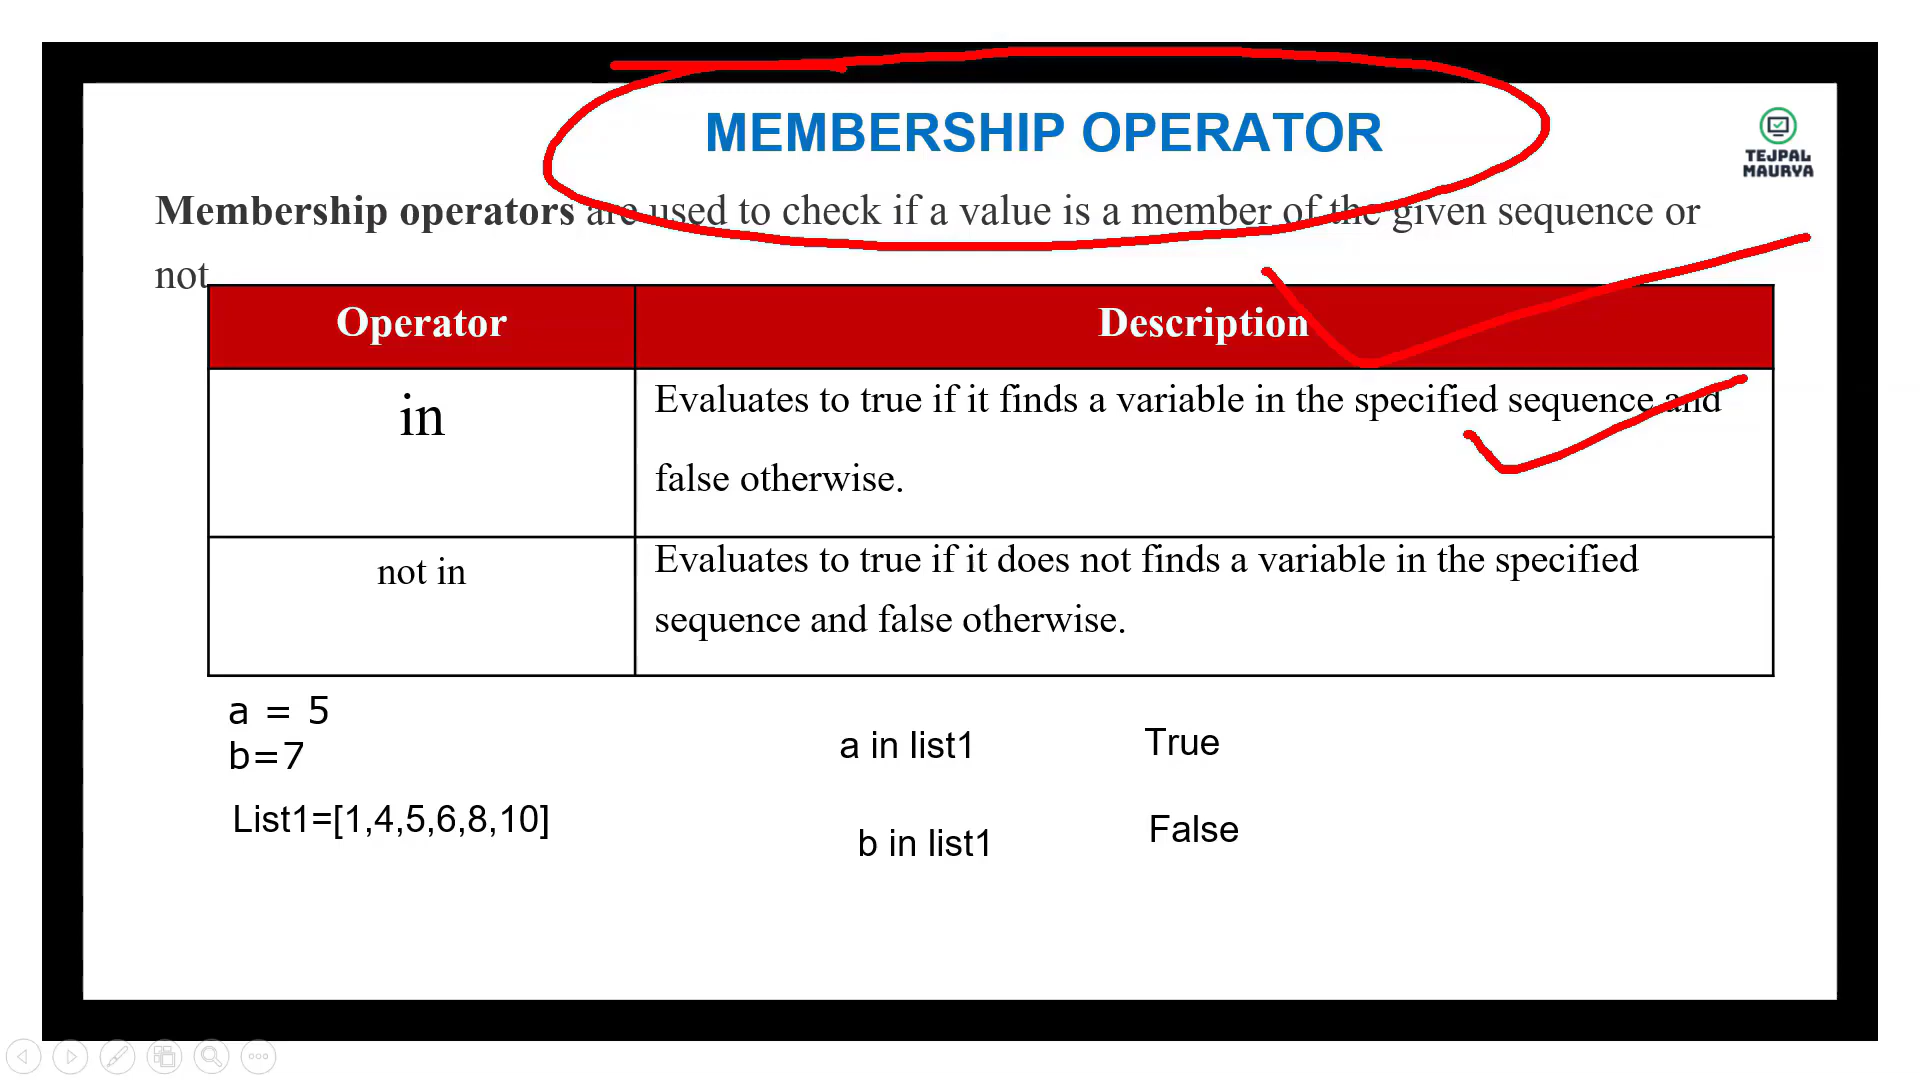 MEMBERSHIP OPERATOR
TEJPAL
MAURYA
Membership operators are used to check if a value is a member of the given sequence or
not
Operator
Description
in
Evaluates to true if it finds a variable in the specified sequence and
false otherwise.
not in
Evaluates to true if it does not finds a variable in the specified
sequence and false otherwise.
a = 5
b=7
List1=[1,4,5,6,8,10]
a in list1
True
b in list1
False